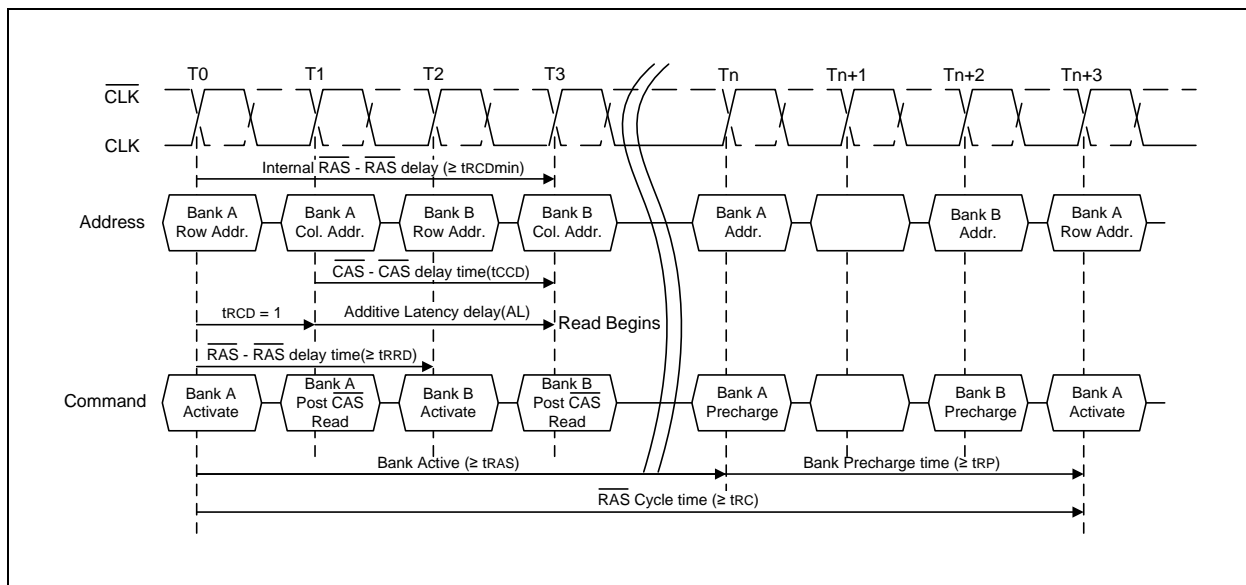 T0 T1 T2 T3 Tn Tn+1 Tn+2 Tn+3
CLK
CLK
Internal RAS - RAS delay (≥ tRCDmin)
Address
Bank A
Row Addr.
Bank A
Col. Addr.
Bank B
Row Addr.
Bank B
Col. Addr.
Bank A
Addr.
Bank B
Addr.
Bank A
Row Addr.
CAS - CAS delay time(tCCD)
tRCD = 1
Additive Latency delay(AL)
Read Begins
RAS - RAS delay time(≥ tRRD)
Command
Bank A
Activate
Bank A
Post CAS
Read
Bank B
Activate
Bank B
Post CAS
Read
Bank A
Precharge
Bank B
Precharge
Bank A
Activate
Bank Active (≥ tRAS)
Bank Precharge time (≥ tRP)
RAS Cycle time (≥ tRC)